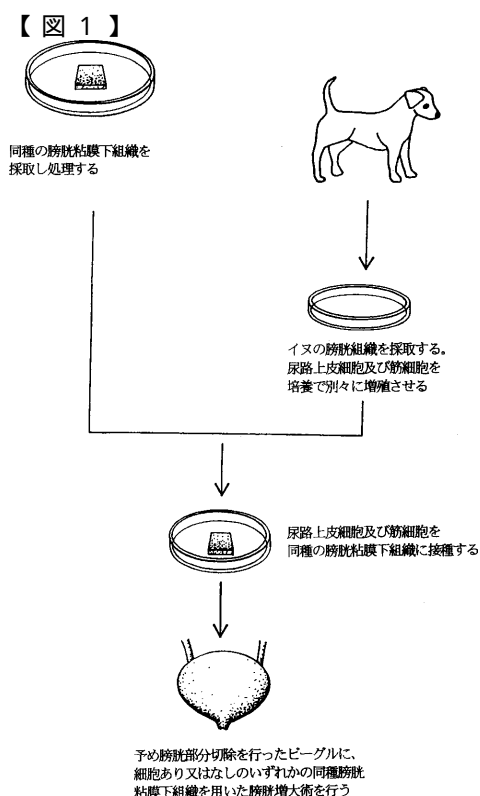 【図 1】
同種の膀胱粘膜下組織を
採取し処理する
イヌの膀胱組織を採取する。
尿路上皮細胞及び筋細胞を
培養で別々に増殖させる
尿路上皮細胞及び筋細胞を
同種の膀胱粘膜下組織に接種する
予め膀胱部分切除を行ったビーグルに、
細胞あり又はなしのいずれかの同種膀胱
粘膜下組織を用いた膀胱増大術を行う